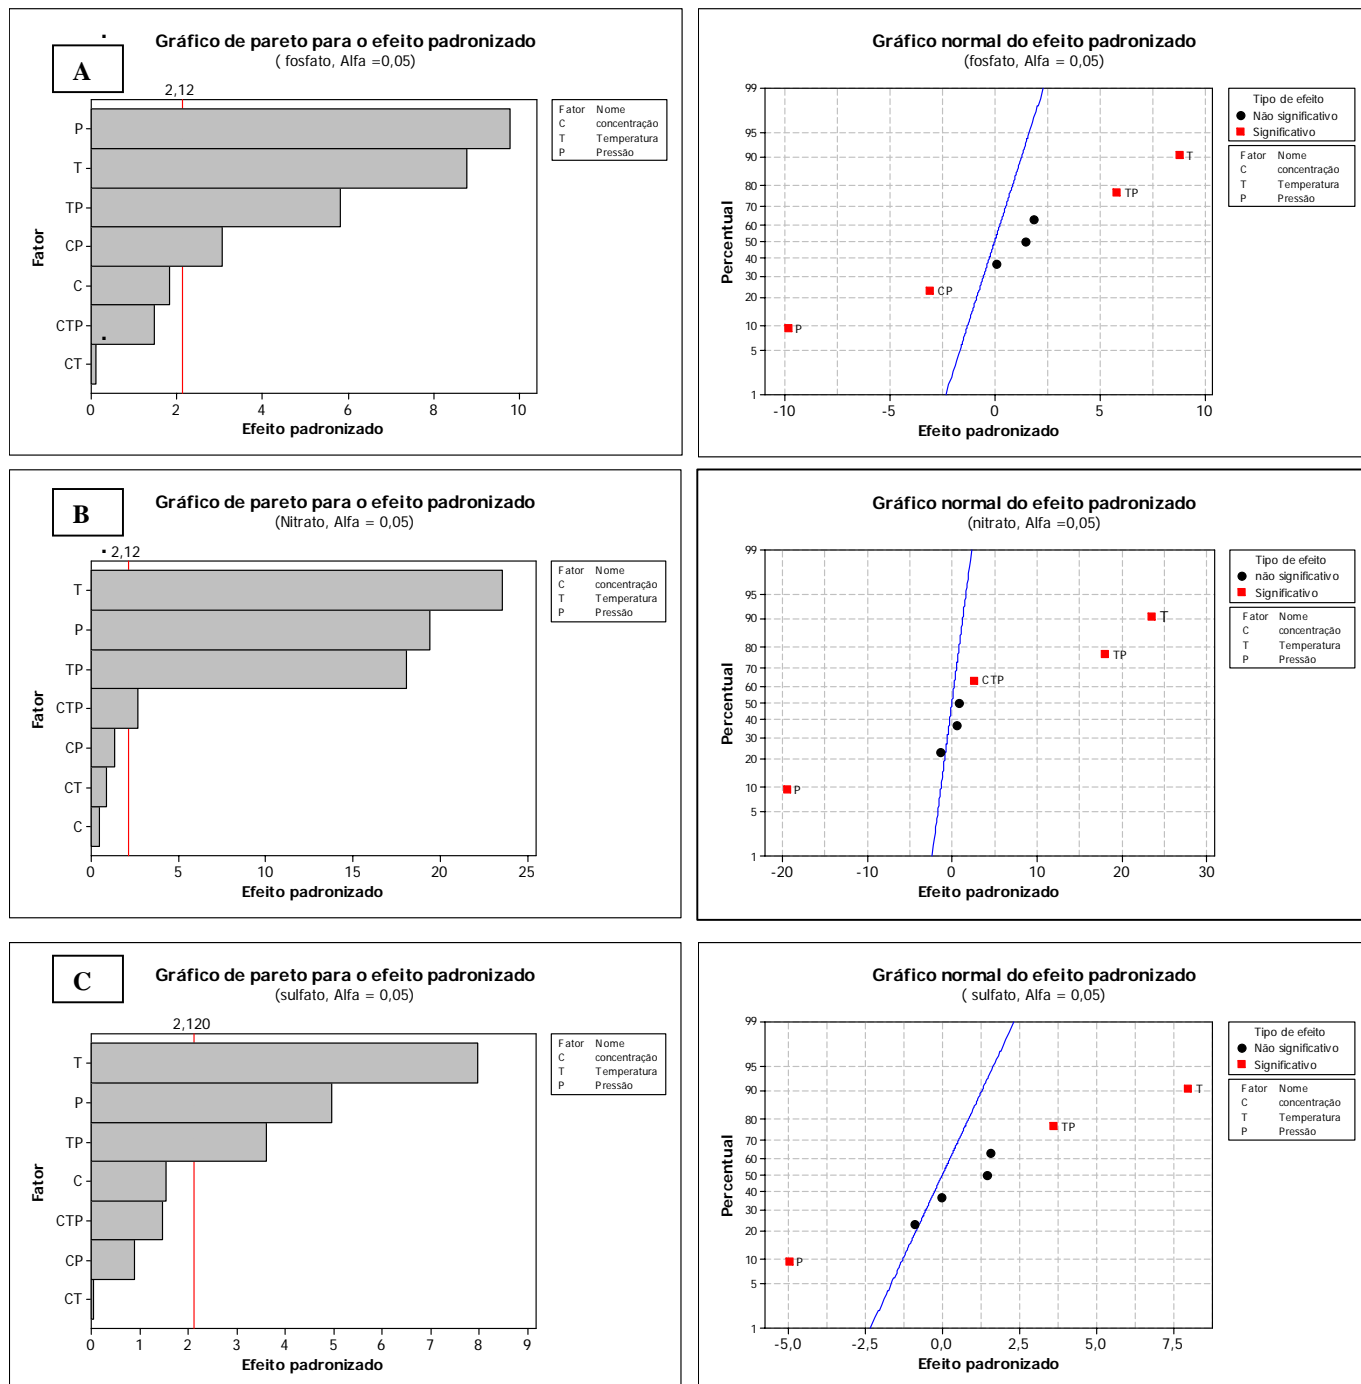 A
Gráfico de pareto para o efeito padronizado
( fosfato, Alfa =0,05)
2,12
Fator
P
T
TP
CP
C
CTP
CT
0 2 4 6 8 10
Efeito padronizado
Fator Nome
C concentração
T Temperatura
P Pressão
Gráfico normal do efeito padronizado
(fosfato, Alfa = 0,05)
Percentual
99
95
90
80
70
60
50
40
30
20
10
5
1
T
TP
CP
P
-10 -5 0 5 10
Efeito padronizado
Tipo de efeito
Não significativo
Significativo
Fator Nome
C concentração
T Temperatura
P Pressão
B
Gráfico de pareto para o efeito padronizado
(Nitrato, Alfa = 0,05)
2,12
Fator
T
P
TP
CTP
CP
CT
C
0 5 10 15 20 25
Efeito padronizado
Fator Nome
C concentração
T Temperatura
P Pressão
Gráfico normal do efeito padronizado
(nitrato, Alfa =0,05)
Percentual
99
95
90
80
70
60
50
40
30
20
10
5
1
T
TP
CTP
P
-20 -10 0 10 20 30
Efeito padronizado
Tipo de efeito
não significativo
Significativo
Fator Nome
C concentração
T Temperatura
P Pressão
C
Gráfico de pareto para o efeito padronizado
(sulfato, Alfa = 0,05)
2,120
Fator
T
P
TP
C
CTP
CP
CT
0 1 2 3 4 5 6 7 8 9
Efeito padronizado
Fator Nome
C concentração
T Temperatura
P Pressão
Gráfico normal do efeito padronizado
( sulfato, Alfa = 0,05)
Percentual
99
95
90
80
70
60
50
40
30
20
10
5
1
T
TP
P
-5,0 -2,5 0,0 2,5 5,0 7,5
Efeito padronizado
Tipo de efeito
Não significativo
Significativo
Fator Nome
C concentração
T Temperatura
P Pressão